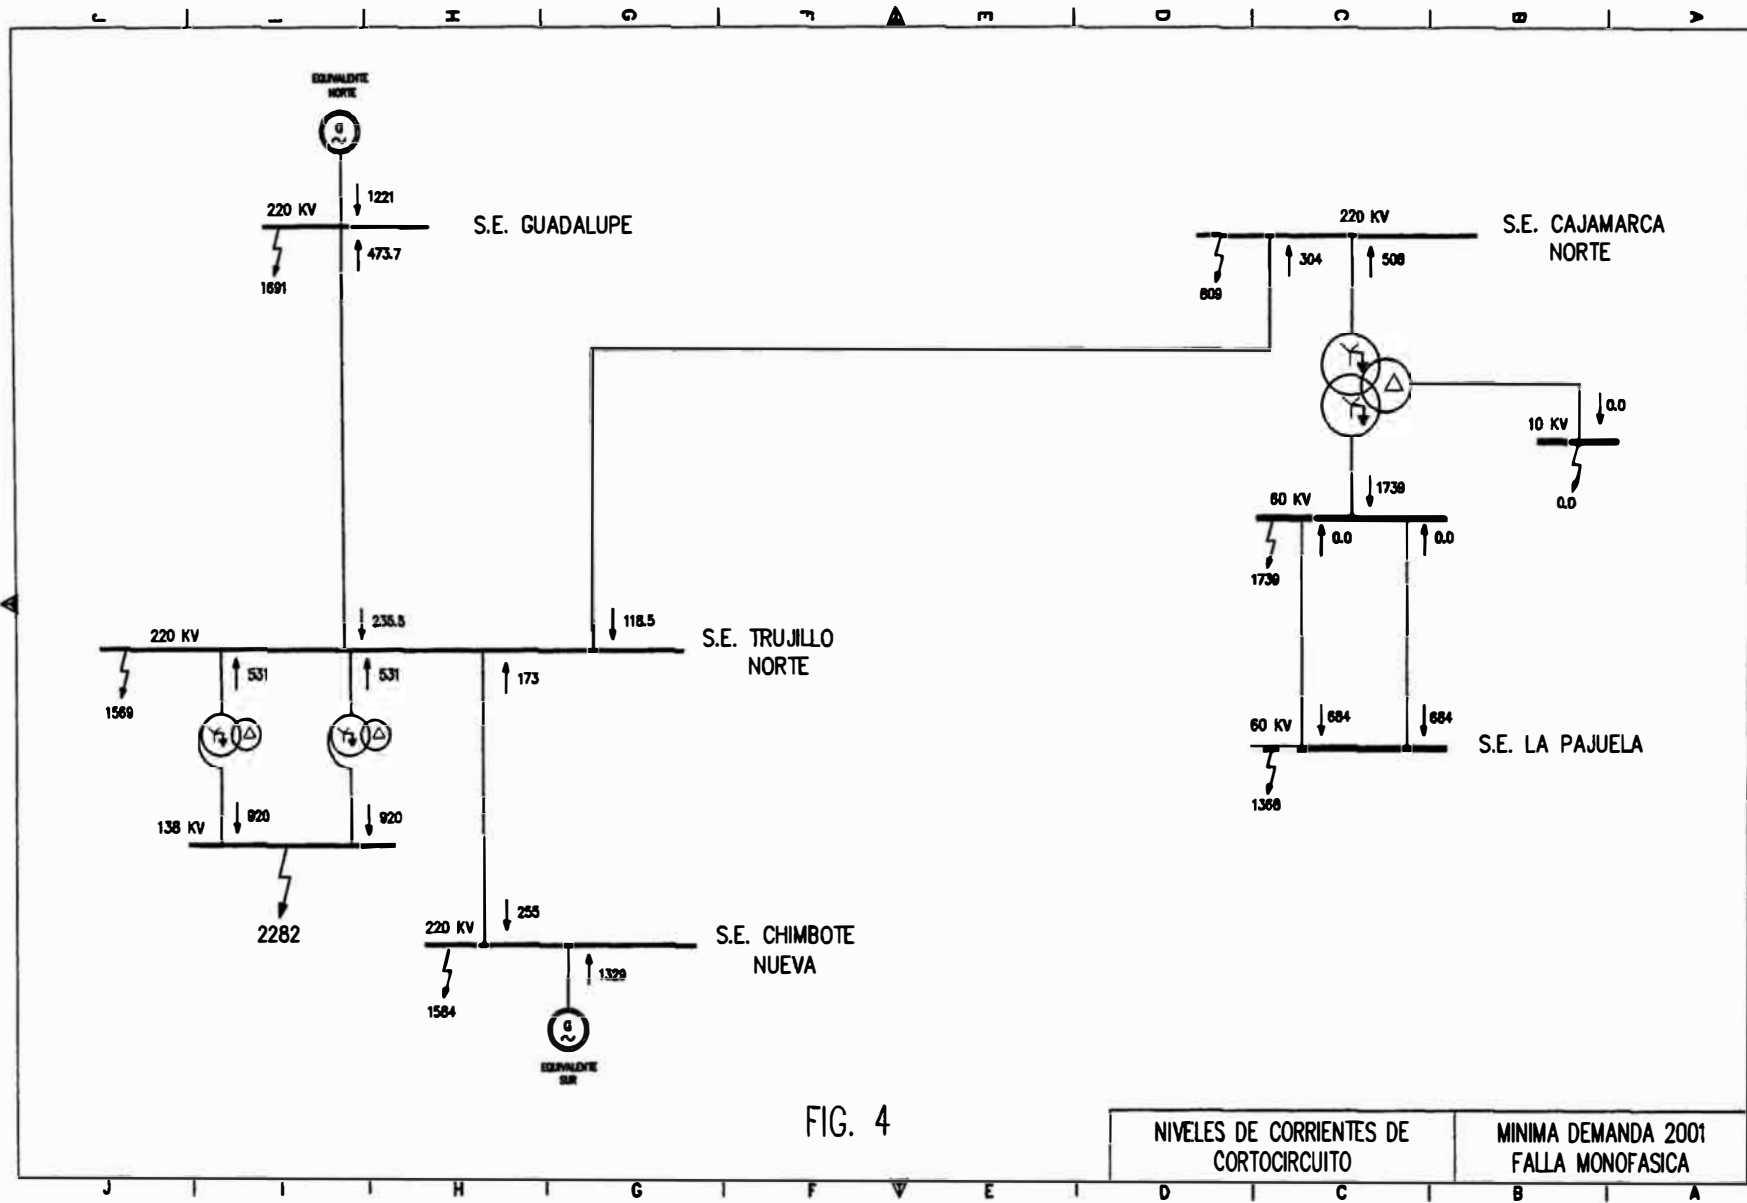 J I H G F E D C B A
EQUIVALENTE
NORTE
G
1221
220 KV
S.E. GUADALUPE
473.7
1691
220 KV
S.E. CAJAMARCA
NORTE
304
508
809
0.0
10 KV
0.0
1739
60 KV
0.0
0.0
1739
235.5
118.5
220 KV
S.E. TRUJILLO
NORTE
531
531
173
1569
684
684
60 KV
S.E. LA PAJUELA
1368
920
920
138 KV
2282
255
220 KV
S.E. CHIMBOTE
NUEVA
1329
1584
G
EQUIVALENTE
SUR
FIG. 4
NIVELES DE CORRIENTES DE
CORTOCIRCUITO
MINIMA DEMANDA 2001
FALLA MONOFASICA
J I H G F E D C B A